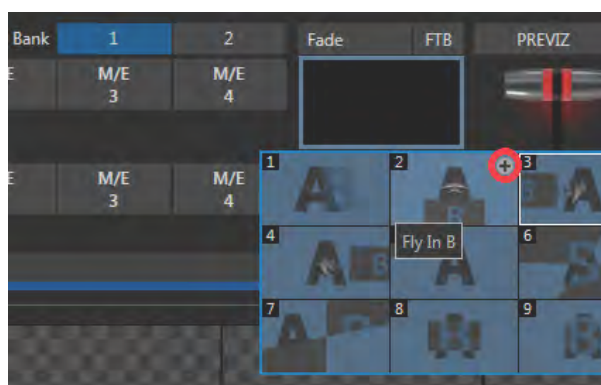 Bank 1 2 Fade FTB PREVIZ
E M/E M/E
3 4
E M/E M/E
3 4
1 2 3
A B A B B A
4 Fly In B 6
A B A B
7 8 9
A B B B